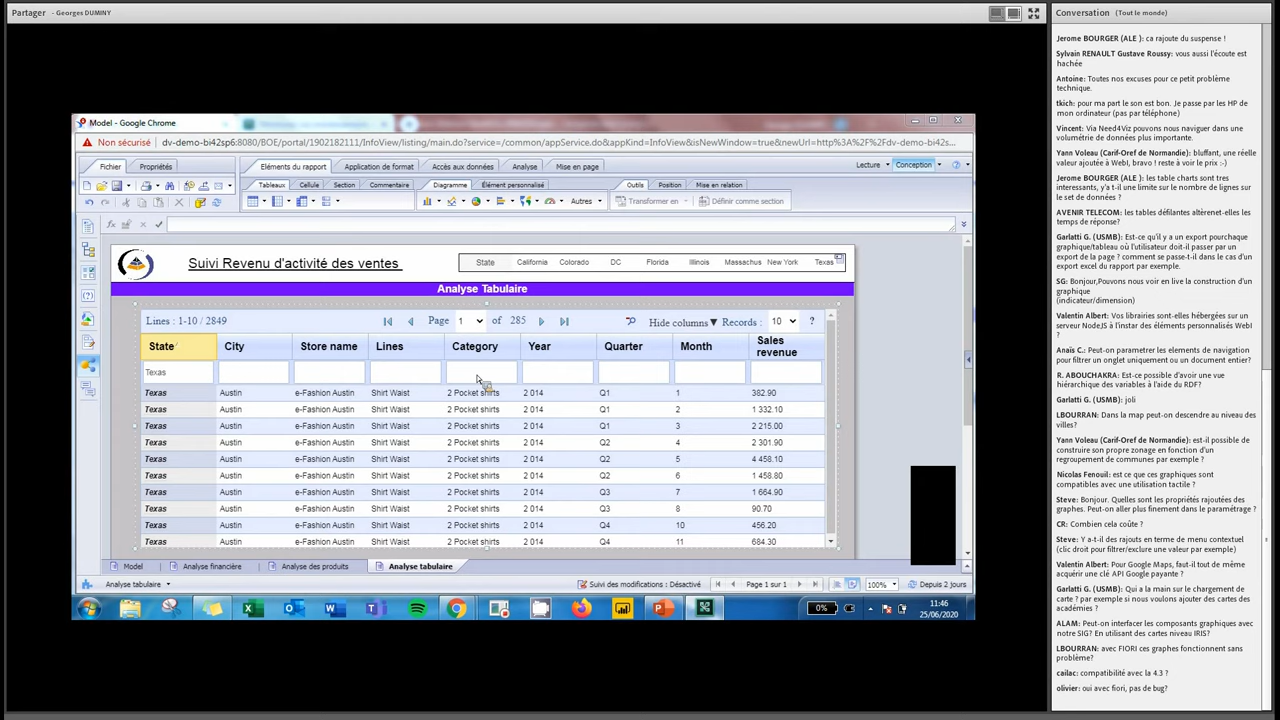 Partager - Georges DUMINY
Model - Google Chrome
Non sécurisé dv-demo-bi42sp6:8080/BOE/portal/1902182111/InfoView/listing/main.do?service=/common/appService.do&appKind=InfoView&isNewWindow=true&newUrl=http%3A%2F%2Fdv-demo-bi42s...
Fichier Propriétés Eléments du rapport Application de format Accès aux données Analyse Mise en page Lecture Conception
Tableaux Cellule Section Commentaire Diagramme Élément personnalisé Outils Position Mise en relation
Autres Transformer en Définir comme section
Suivi Revenu d'activité des ventes
State California Colorado DC Florida Illinois Massachus New York Texas
Analyse Tabulaire
Lines : 1-10 / 2849 Page 1 of 285 Hide columns▼ Records : 10 ?
State City Store name Lines Category Year Quarter Month Sales revenue
Texas
Texas Austin e-Fashion Austin Shirt Waist 2 Pocket shirts 2 014 Q1 1 382.90
Texas Austin e-Fashion Austin Shirt Waist 2 Pocket shirts 2 014 Q1 2 1 332.10
Texas Austin e-Fashion Austin Shirt Waist 2 Pocket shirts 2 014 Q1 3 2 215.00
Texas Austin e-Fashion Austin Shirt Waist 2 Pocket shirts 2 014 Q2 4 2 301.90
Texas Austin e-Fashion Austin Shirt Waist 2 Pocket shirts 2 014 Q2 5 4 458.10
Texas Austin e-Fashion Austin Shirt Waist 2 Pocket shirts 2 014 Q2 6 1 458.80
Texas Austin e-Fashion Austin Shirt Waist 2 Pocket shirts 2 014 Q3 7 1 664.90
Texas Austin e-Fashion Austin Shirt Waist 2 Pocket shirts 2 014 Q3 8 90.70
Texas Austin e-Fashion Austin Shirt Waist 2 Pocket shirts 2 014 Q4 10 456.20
Texas Austin e-Fashion Austin Shirt Waist 2 Pocket shirts 2 014 Q4 11 684.30
Model Analyse financière Analyse des produits Analyse tabulaire
Analyse tabulaire Suivi des modifications : Désactivé Page 1 sur 1 100% Depuis 2 jours
0% 11:46
25/06/2020
Conversation (Tout le monde)
Jerome BOURGER (ALE ): ca rajoute du suspense !
Sylvain RENAULT Gustave Roussy: vous aussi l'écoute est
hachée
Antoine: Toutes nos excuses pour ce petit problème
technique.
tkich: pour ma part le son est bon. Je passe par les HP de
mon ordinateur (pas par téléphone)
Vincent: Via Need4Viz pouvons nous naviguer dans une
volumétrie de données plus importante.
Yann Voleau (Carif-Oref de Normandie): bluffant, une réelle
valeur ajoutée à WebI, bravo ! reste à voir le prix :-)
Jerome BOURGER (ALE ): les table charts sont tres
interessants, y'a t-il une limite sur le nombre de lignes sur
le set de données ?
AVENIR TELECOM: les tables défilantes altèrenet-elles les
temps de réponse?
Garlatti G. (USMB): Est-ce qu'il y a un export pourchaque
graphique/tableau où l'utilisateur doit-il passer par un
export de la page ? comment se passe-t-il dans le cas d'un
export excel du rapport par exemple.
SG: Bonjour,Pouvons nous voir en live la construction d'un
graphique
(indicateur/dimension)
Valentin Albert: Vos librairies sont-elles hébergées sur un
serveur NodeJS à l'instar des éléments personnalisés WebI
?
Anaïs C.: Peut-on parametrer les elements de navigation
pour filtrer un onglet uniquement ou un document?
R. ABOUCHAKRA: Est-ce possible d'avoir une vue
hiérarchique des variables à l'aide du RDF?
Garlatti G. (USMB): joli
LBOURRAN: Dans la map peut-on descendre au niveau des
villes?
Yann Voleau (Carif-Oref de Normandie): est-il possible de
construire son propre zonage en fonction d'un
regroupement de communes par exemple ?
Nicolas Fenouil: est ce que ces graphiques sont
compatibles avec une utilisation tactile ?
Steve: Bonjour. Quelles sont les propriétés rajoutées des
graphes. Peut-on aller plus finement dans le paramétrage ?
CR: Combien cela coûte ?
Steve: Y a-t-il des rajouts en terme de menu contextuel
(clic droit pour filtrer/exclure une valeur par exemple)
Valentin Albert: Pour Google Maps, faut-il tout de même
acquérir une clé API Google payante ?
Garlatti G. (USMB): Qui a la main sur le chargement de
carte ? par exemple si nous voulons ajouter des cartes des
académies ?
ALAM: Peut-on interfacer les composants graphiques avec
notre SIG? En utilisant des cartes niveau IRIS?
LBOURRAN: avec FIORI ces graphes fonctionnent sans
problème?
cailac: compatibilité avec la 4.3 ?
olivier: oui avec fiori, pas de bug?